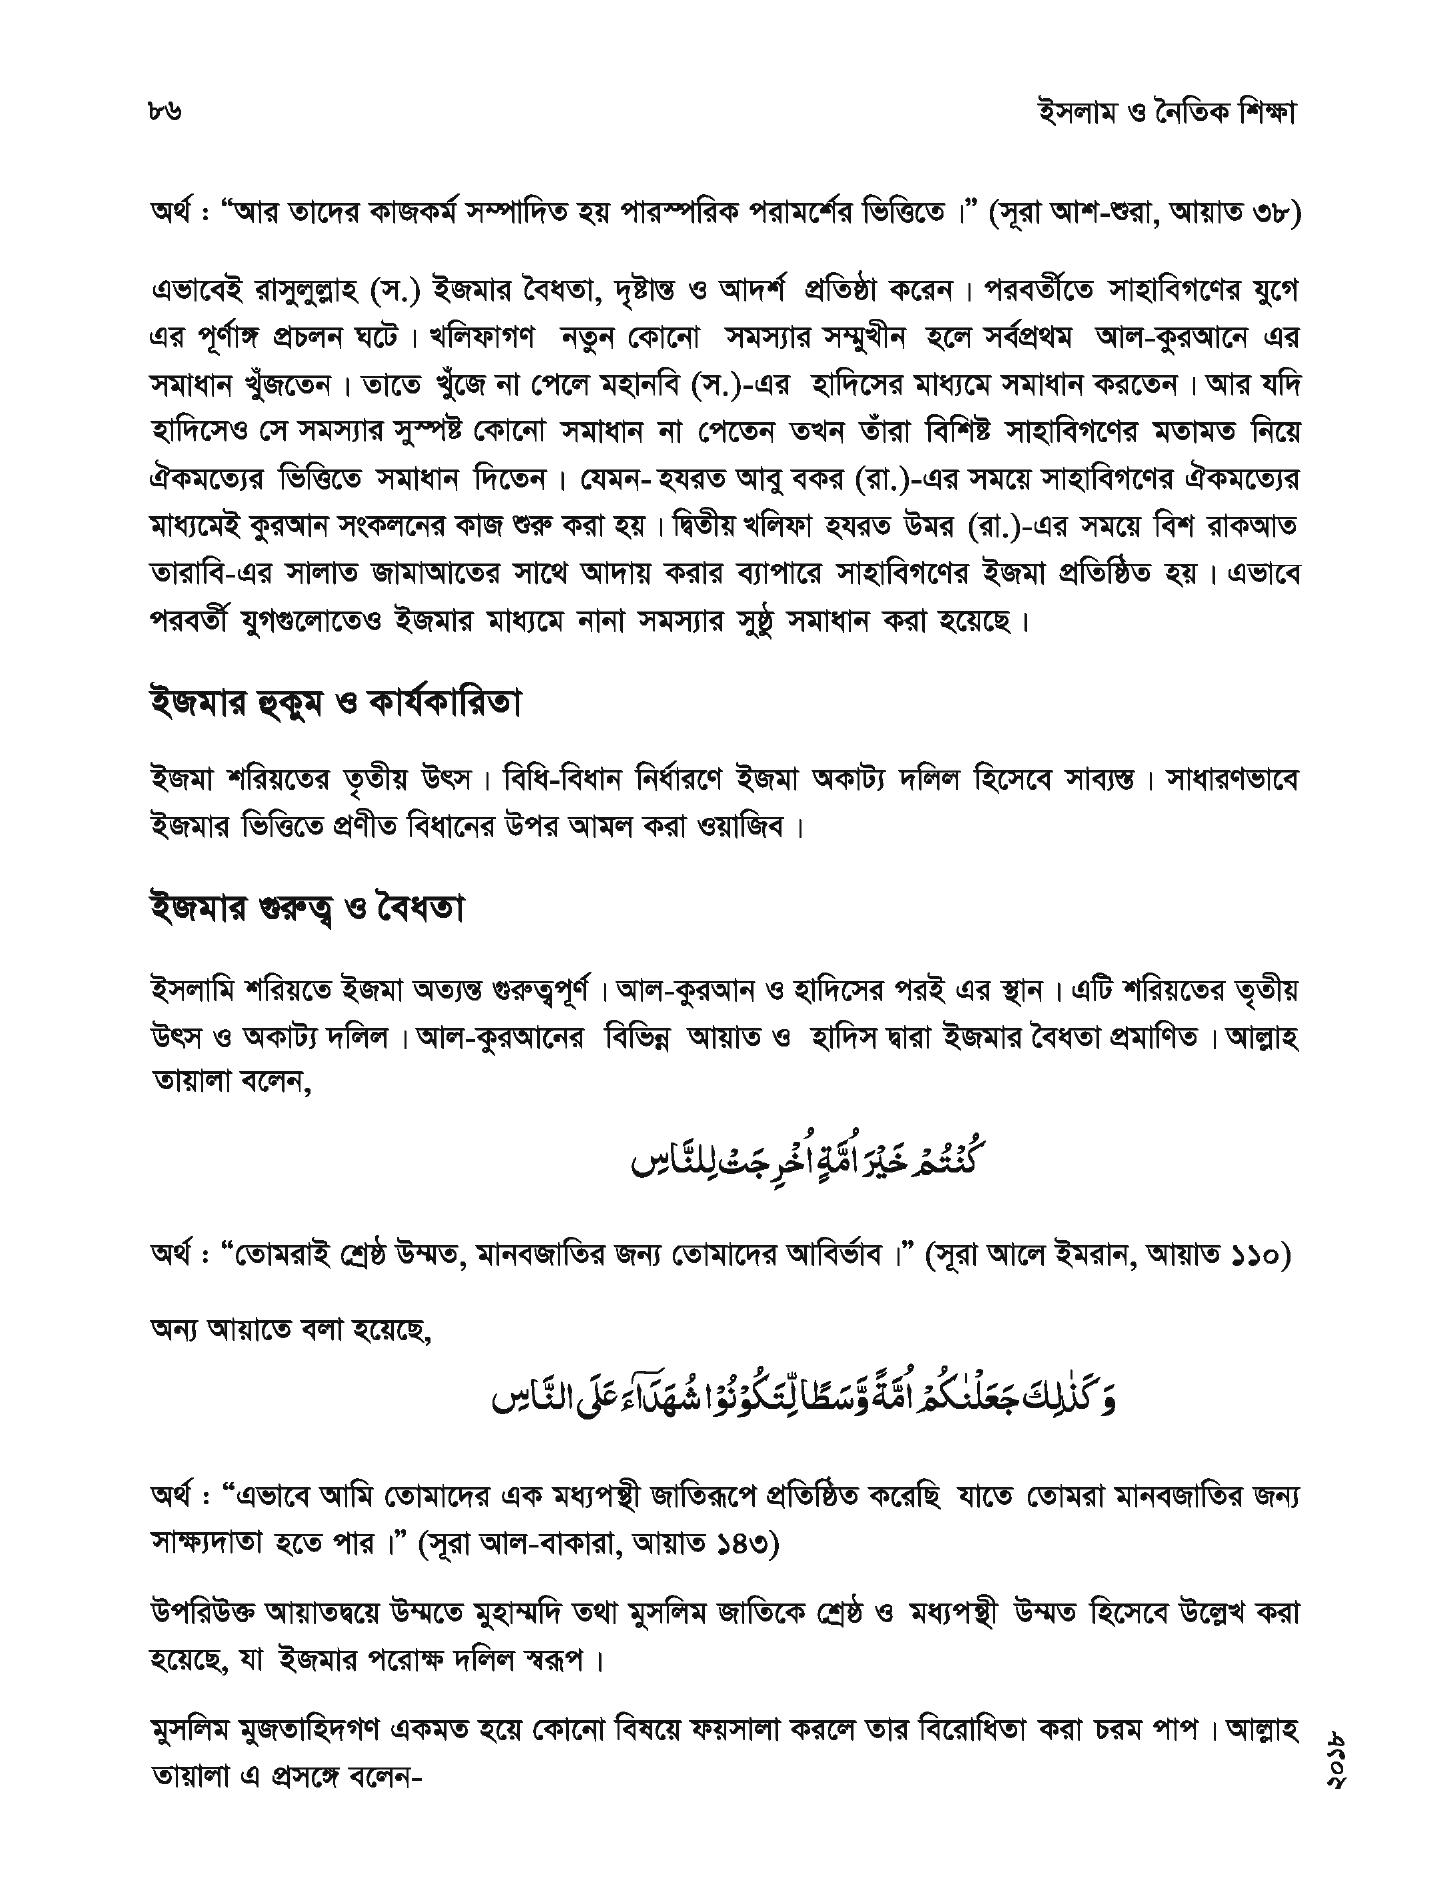 ৮৬
ইসলাম ও নৈতিক শিক্ষা
অর্থ : “আর তাদের কাজকর্ম সম্পাদিত হয় পারস্পরিক পরামর্শের ভিত্তিতে।” (সূরা আশ-শুরা, আয়াত ৩৮)
এভাবেই রাসুলুল্লাহ (স.) ইজমার বৈধতা, দৃষ্টান্ত ও আদর্শ প্রতিষ্ঠা করেন। পরবর্তীতে সাহাবিগণের যুগে
এর পূর্ণাঙ্গ প্রচলন ঘটে। খলিফাগণ নতুন কোনো সমস্যার সম্মুখীন হলে সর্বপ্রথম আল-কুরআনে এর
সমাধান খুঁজতেন। তাতে খুঁজে না পেলে মহানবি (স.)-এর হাদিসের মাধ্যমে সমাধান করতেন। আর যদি
হাদিসেও সে সমস্যার সুস্পষ্ট কোনো সমাধান না পেতেন তখন তাঁরা বিশিষ্ট সাহাবিগণের মতামত নিয়ে
ঐকমত্যের ভিত্তিতে সমাধান দিতেন। যেমন- হযরত আবু বকর (রা.)-এর সময়ে সাহাবিগণের ঐকমত্যের
মাধ্যমেই কুরআন সংকলনের কাজ শুরু করা হয়। দ্বিতীয় খলিফা হযরত উমর (রা.)-এর সময়ে বিশ রাকআত
তারাবি-এর সালাত জামাআতের সাথে আদায় করার ব্যাপারে সাহাবিগণের ইজমা প্রতিষ্ঠিত হয়। এভাবে
পরবর্তী যুগগুলোতেও ইজমার মাধ্যমে নানা সমস্যার সুষ্ঠু সমাধান করা হয়েছে।
ইজমার হুকুম ও কার্যকারিতা
ইজমা শরিয়তের তৃতীয় উৎস। বিধি-বিধান নির্ধারণে ইজমা অকাট্য দলিল হিসেবে সাব্যস্ত। সাধারণভাবে
ইজমার ভিত্তিতে প্রণীত বিধানের উপর আমল করা ওয়াজিব।
ইজমার গুরুত্ব ও বৈধতা
ইসলামি শরিয়তে ইজমা অত্যন্ত গুরুত্বপূর্ণ। আল-কুরআন ও হাদিসের পরই এর স্থান। এটি শরিয়তের তৃতীয়
উৎস ও অকাট্য দলিল। আল-কুরআনের বিভিন্ন আয়াত ও হাদিস দ্বারা ইজমার বৈধতা প্রমাণিত। আল্লাহ
তায়ালা বলেন,
كُنْتُمْ خَيْرَ اُمَّةٍ اُخْرِجَتْ لِلنَّاسِ
অর্থ : “তোমরাই শ্রেষ্ঠ উম্মত, মানবজাতির জন্য তোমাদের আবির্ভাব।” (সূরা আলে ইমরান, আয়াত ১১০)
অন্য আয়াতে বলা হয়েছে,
وَكَذٰلِكَ جَعَلْنٰكُمْ اُمَّةً وَّسَطًا لِّتَكُوْنُوْا شُهَدَآءَ عَلَى النَّاسِ
অর্থ : “এভাবে আমি তোমাদের এক মধ্যপন্থী জাতিরূপে প্রতিষ্ঠিত করেছি যাতে তোমরা মানবজাতির জন্য
সাক্ষ্যদাতা হতে পার।” (সূরা আল-বাকারা, আয়াত ১৪৩)
উপরিউক্ত আয়াতদ্বয়ে উম্মতে মুহাম্মদি তথা মুসলিম জাতিকে শ্রেষ্ঠ ও মধ্যপন্থী উম্মত হিসেবে উল্লেখ করা
হয়েছে, যা ইজমার পরোক্ষ দলিল স্বরূপ।
মুসলিম মুজতাহিদগণ একমত হয়ে কোনো বিষয়ে ফয়সালা করলে তার বিরোধিতা করা চরম পাপ। আল্লাহ
তায়ালা এ প্রসঙ্গে বলেন-
২০১৮